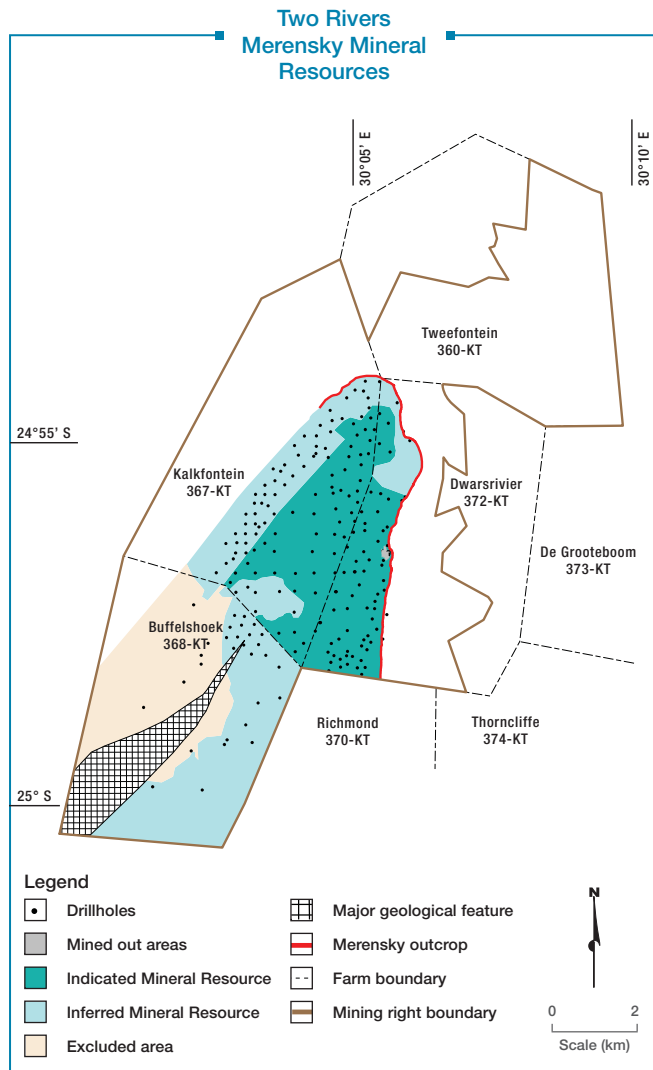 Two Rivers
Merensky Mineral
Resources
30°05' E
30°10' E
Tweefontein
360-KT
24°55' S
Kalkfontein
367-KT
Dwarsrivier
372-KT
De Grooteboom
373-KT
Buffelshoek
368-KT
Richmond
370-KT
Thorncliffe
374-KT
25° S
Legend
Drillholes
Mined out areas
Indicated Mineral Resource
Inferred Mineral Resource
Excluded area
Major geological feature
Merensky outcrop
Farm boundary
Mining right boundary
N
0 2
Scale (km)